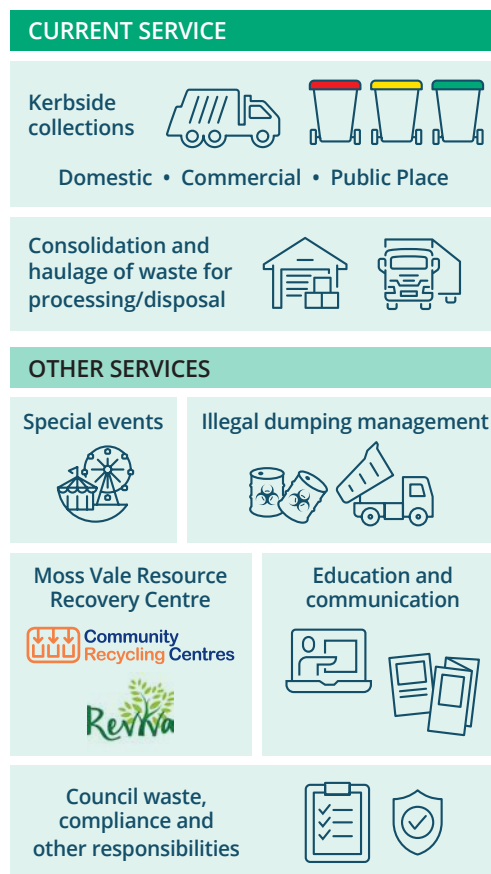 CURRENT SERVICE
Kerbside
collections
Domestic • Commercial • Public Place
Consolidation and
haulage of waste for
processing/disposal
OTHER SERVICES
Special events
Illegal dumping management
Moss Vale Resource
Recovery Centre
Community
Recycling Centres
Reviva
Education and
communication
Council waste,
compliance and
other responsibilities